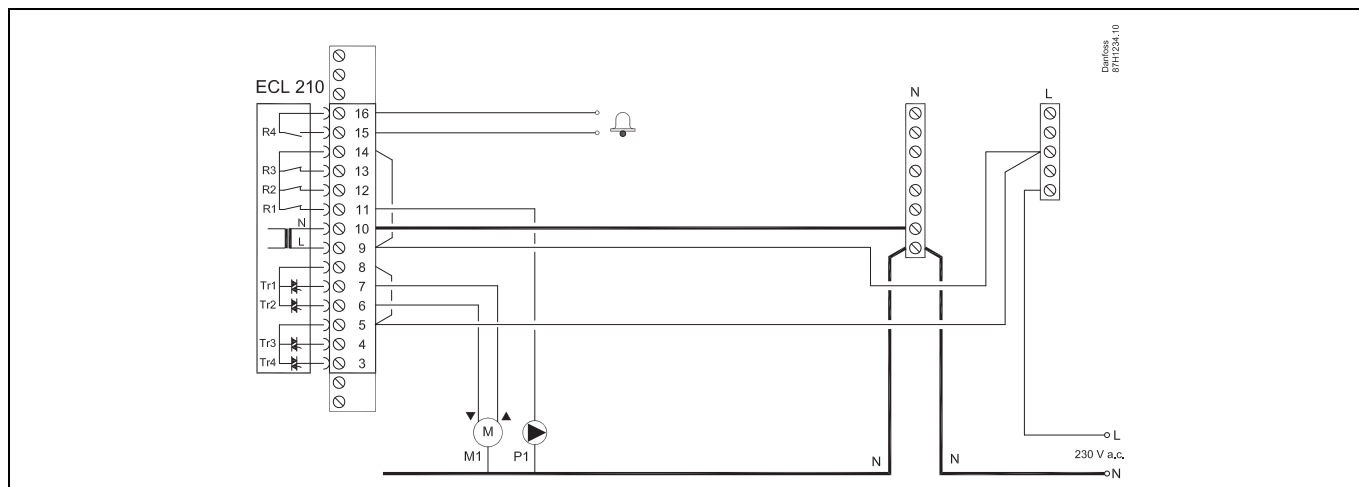 Danfoss
87H1234.10
ECL 210
N
L
16
R4 15
14
R3 13
R2 12
R1 11
N 10
L 9
8
Tr1 7
Tr2 6
5
Tr3 4
Tr4 3
M
M1
P1
N
N
L
230 V a.c.
N